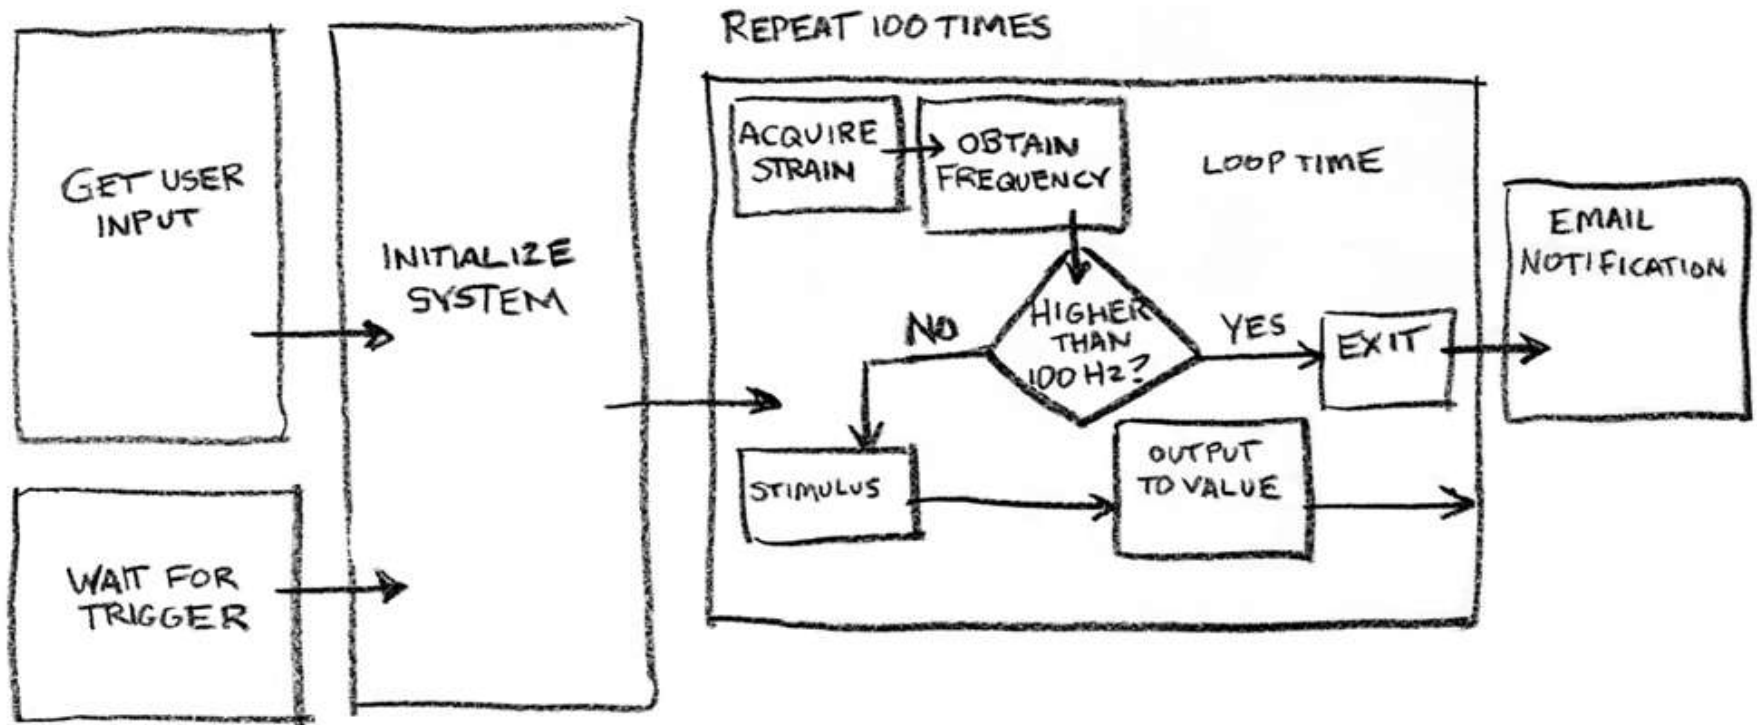 REPEAT 100 TIMES
GET USER
INPUT
WAIT FOR
TRIGGER
INITIALIZE
SYSTEM
ACQUIRE
STRAIN
OBTAIN
FREQUENCY
LOOP TIME
HIGHER
THAN
100 HZ?
NO
YES
EXIT
STIMULUS
OUTPUT
TO VALUE
EMAIL
NOTIFICATION